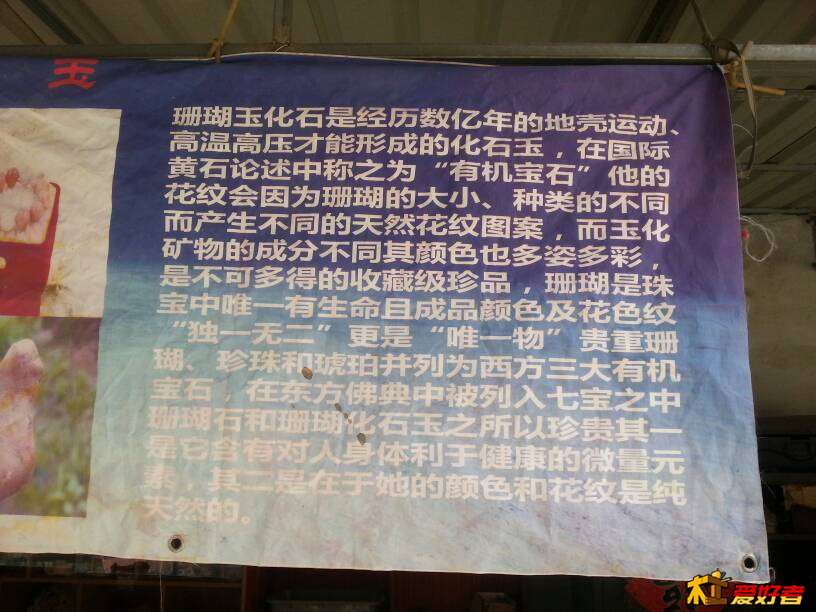 玉
珊瑚玉化石是经历数亿年的地壳运动、
高温高压才能形成的化石玉，在国际
黄石论述中称之为“有机宝石”他的
花纹会因为珊瑚的大小、种类的不同
而产生不同的天然花纹图案，而玉化
矿物的成分不同其颜色也多姿多彩，
是不可多得的收藏级珍品，珊瑚是珠
宝中唯一有生命且成品颜色及花色纹
“独一无二”更是“唯一物”贵重珊
瑚、珍珠和琥珀并列为西方三大有机
宝石，在东方佛典中被列入七宝之中
珊瑚石和珊瑚化石玉之所以珍贵其一
是它含有对人身体利于健康的微量元
素，其二是在于她的颜色和花纹是纯
天然的。
杠爱好者